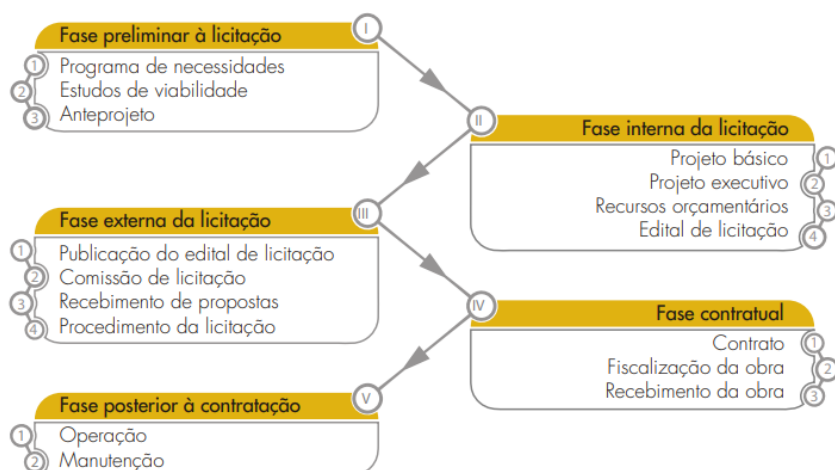 Fase preliminar à licitação
I
1 Programa de necessidades
2 Estudos de viabilidade
3 Anteprojeto
II
Fase interna da licitação
Projeto básico 1
Projeto executivo 2
Recursos orçamentários 3
Edital de licitação 4
Fase externa da licitação
III
1 Publicação do edital de licitação
2 Comissão de licitação
3 Recebimento de propostas
4 Procedimento da licitação
IV
Fase contratual
Contrato 1
Fiscalização da obra 2
Recebimento da obra 3
Fase posterior à contratação
V
1 Operação
2 Manutenção